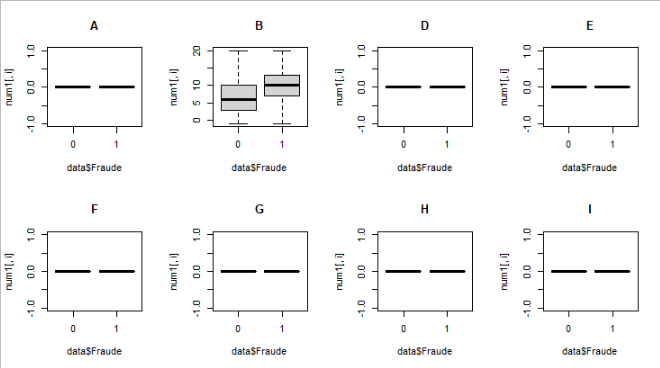 A
num1[, i]
-1.0 0.0 1.0
0 1
data$Fraude
B
num1[, i]
0 5 10 20
0 1
data$Fraude
D
num1[, i]
-1.0 0.0 1.0
0 1
data$Fraude
E
num1[, i]
-1.0 0.0 1.0
0 1
data$Fraude
F
num1[, i]
-1.0 0.0 1.0
0 1
data$Fraude
G
num1[, i]
-1.0 0.0 1.0
0 1
data$Fraude
H
num1[, i]
-1.0 0.0 1.0
0 1
data$Fraude
I
num1[, i]
-1.0 0.0 1.0
0 1
data$Fraude